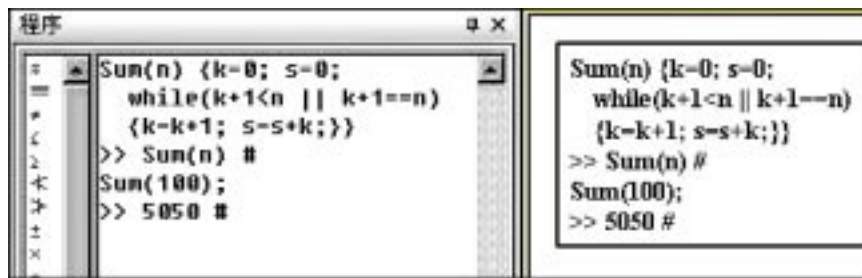 程序
Sum(n) {k=0; s=0;
while(k+1<n || k+1==n)
{k=k+1; s=s+k;}}
>> Sum(n) #
Sum(100);
>> 5050 #
Sum(n) {k=0; s=0;
while(k+1<n || k+1==n)
{k=k+1; s=s+k;}}
>> Sum(n) #
Sum(100);
>> 5050 #